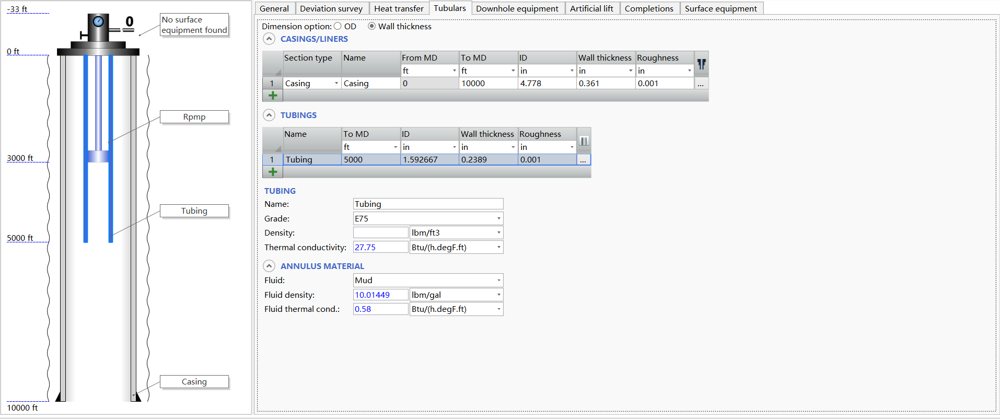 -33 ft
0
No surface
equipment found
0 ft
Rpmp
3000 ft
Tubing
5000 ft
Casing
10000 ft
General Deviation survey Heat transfer Tubulars Downhole equipment Artificial lift Completions Surface equipment
Dimension option: OD Wall thickness
CASINGS/LINERS
Section type Name From MD To MD ID Wall thickness Roughness
ft ft in in in
1 Casing Casing 0 10000 4.778 0.361 0.001 ...
TUBINGS
Name To MD ID Wall thickness Roughness
ft in in in
1 Tubing 5000 1.592667 0.2389 0.001 ...
TUBING
Name: Tubing
Grade: E75
Density: lbm/ft3
Thermal conductivity: 27.75 Btu/(h.degF.ft)
ANNULUS MATERIAL
Fluid: Mud
Fluid density: 10.01449 lbm/gal
Fluid thermal cond.: 0.58 Btu/(h.degF.ft)